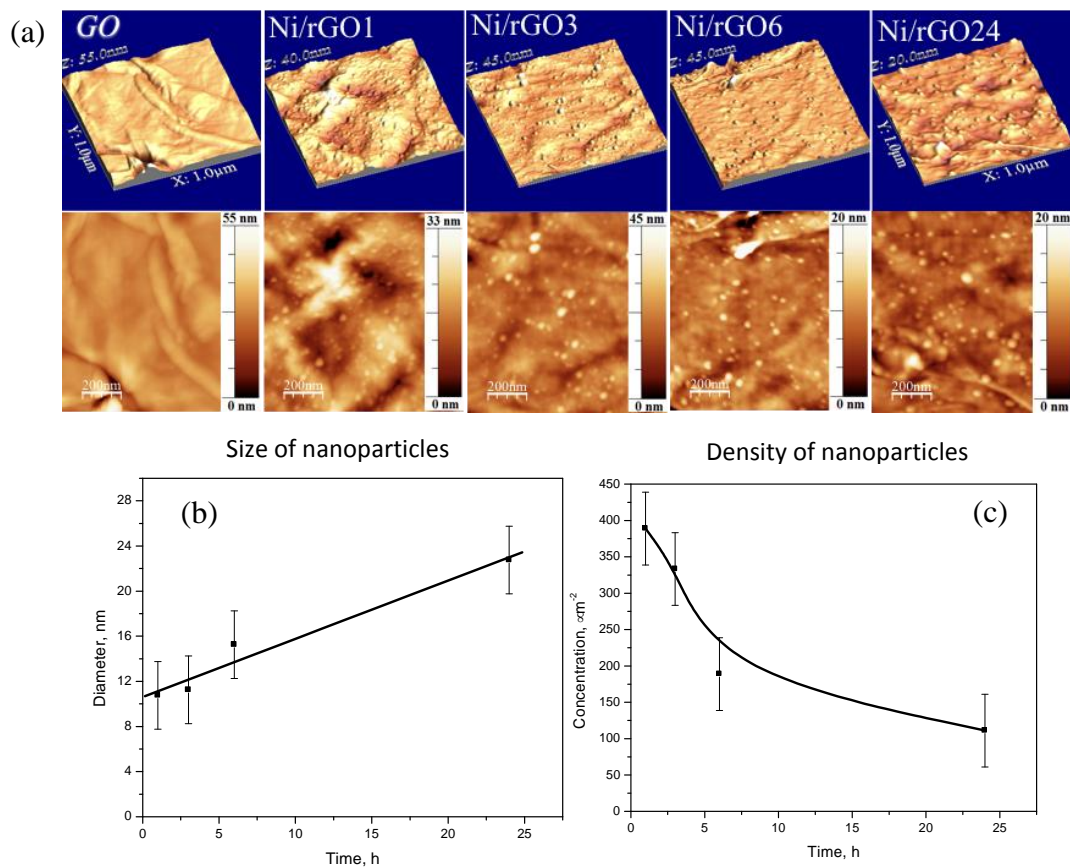 (a)
GO
Ni/rGO1
Ni/rGO3
Ni/rGO6
Ni/rGO24
Z: 55.0nm
Z: 40.0nm
Z: 45.0nm
Z: 45.0nm
Z: 20.0nm
Y: 1.0µm
X: 1.0µm
Y: 1.0µm
X: 1.0µm
55 nm
33 nm
45 nm
20 nm
20 nm
200nm
200nm
200nm
200nm
200nm
0 nm
0 nm
0 nm
0 nm
0 nm
Size of nanoparticles
(b)
Diameter, nm
28
24
20
16
12
8
4
0
0 5 10 15 20 25
Time, h
Density of nanoparticles
(c)
Concentration, ∝m-2
450
400
350
300
250
200
150
100
50
0
0 5 10 15 20 25
Time, h